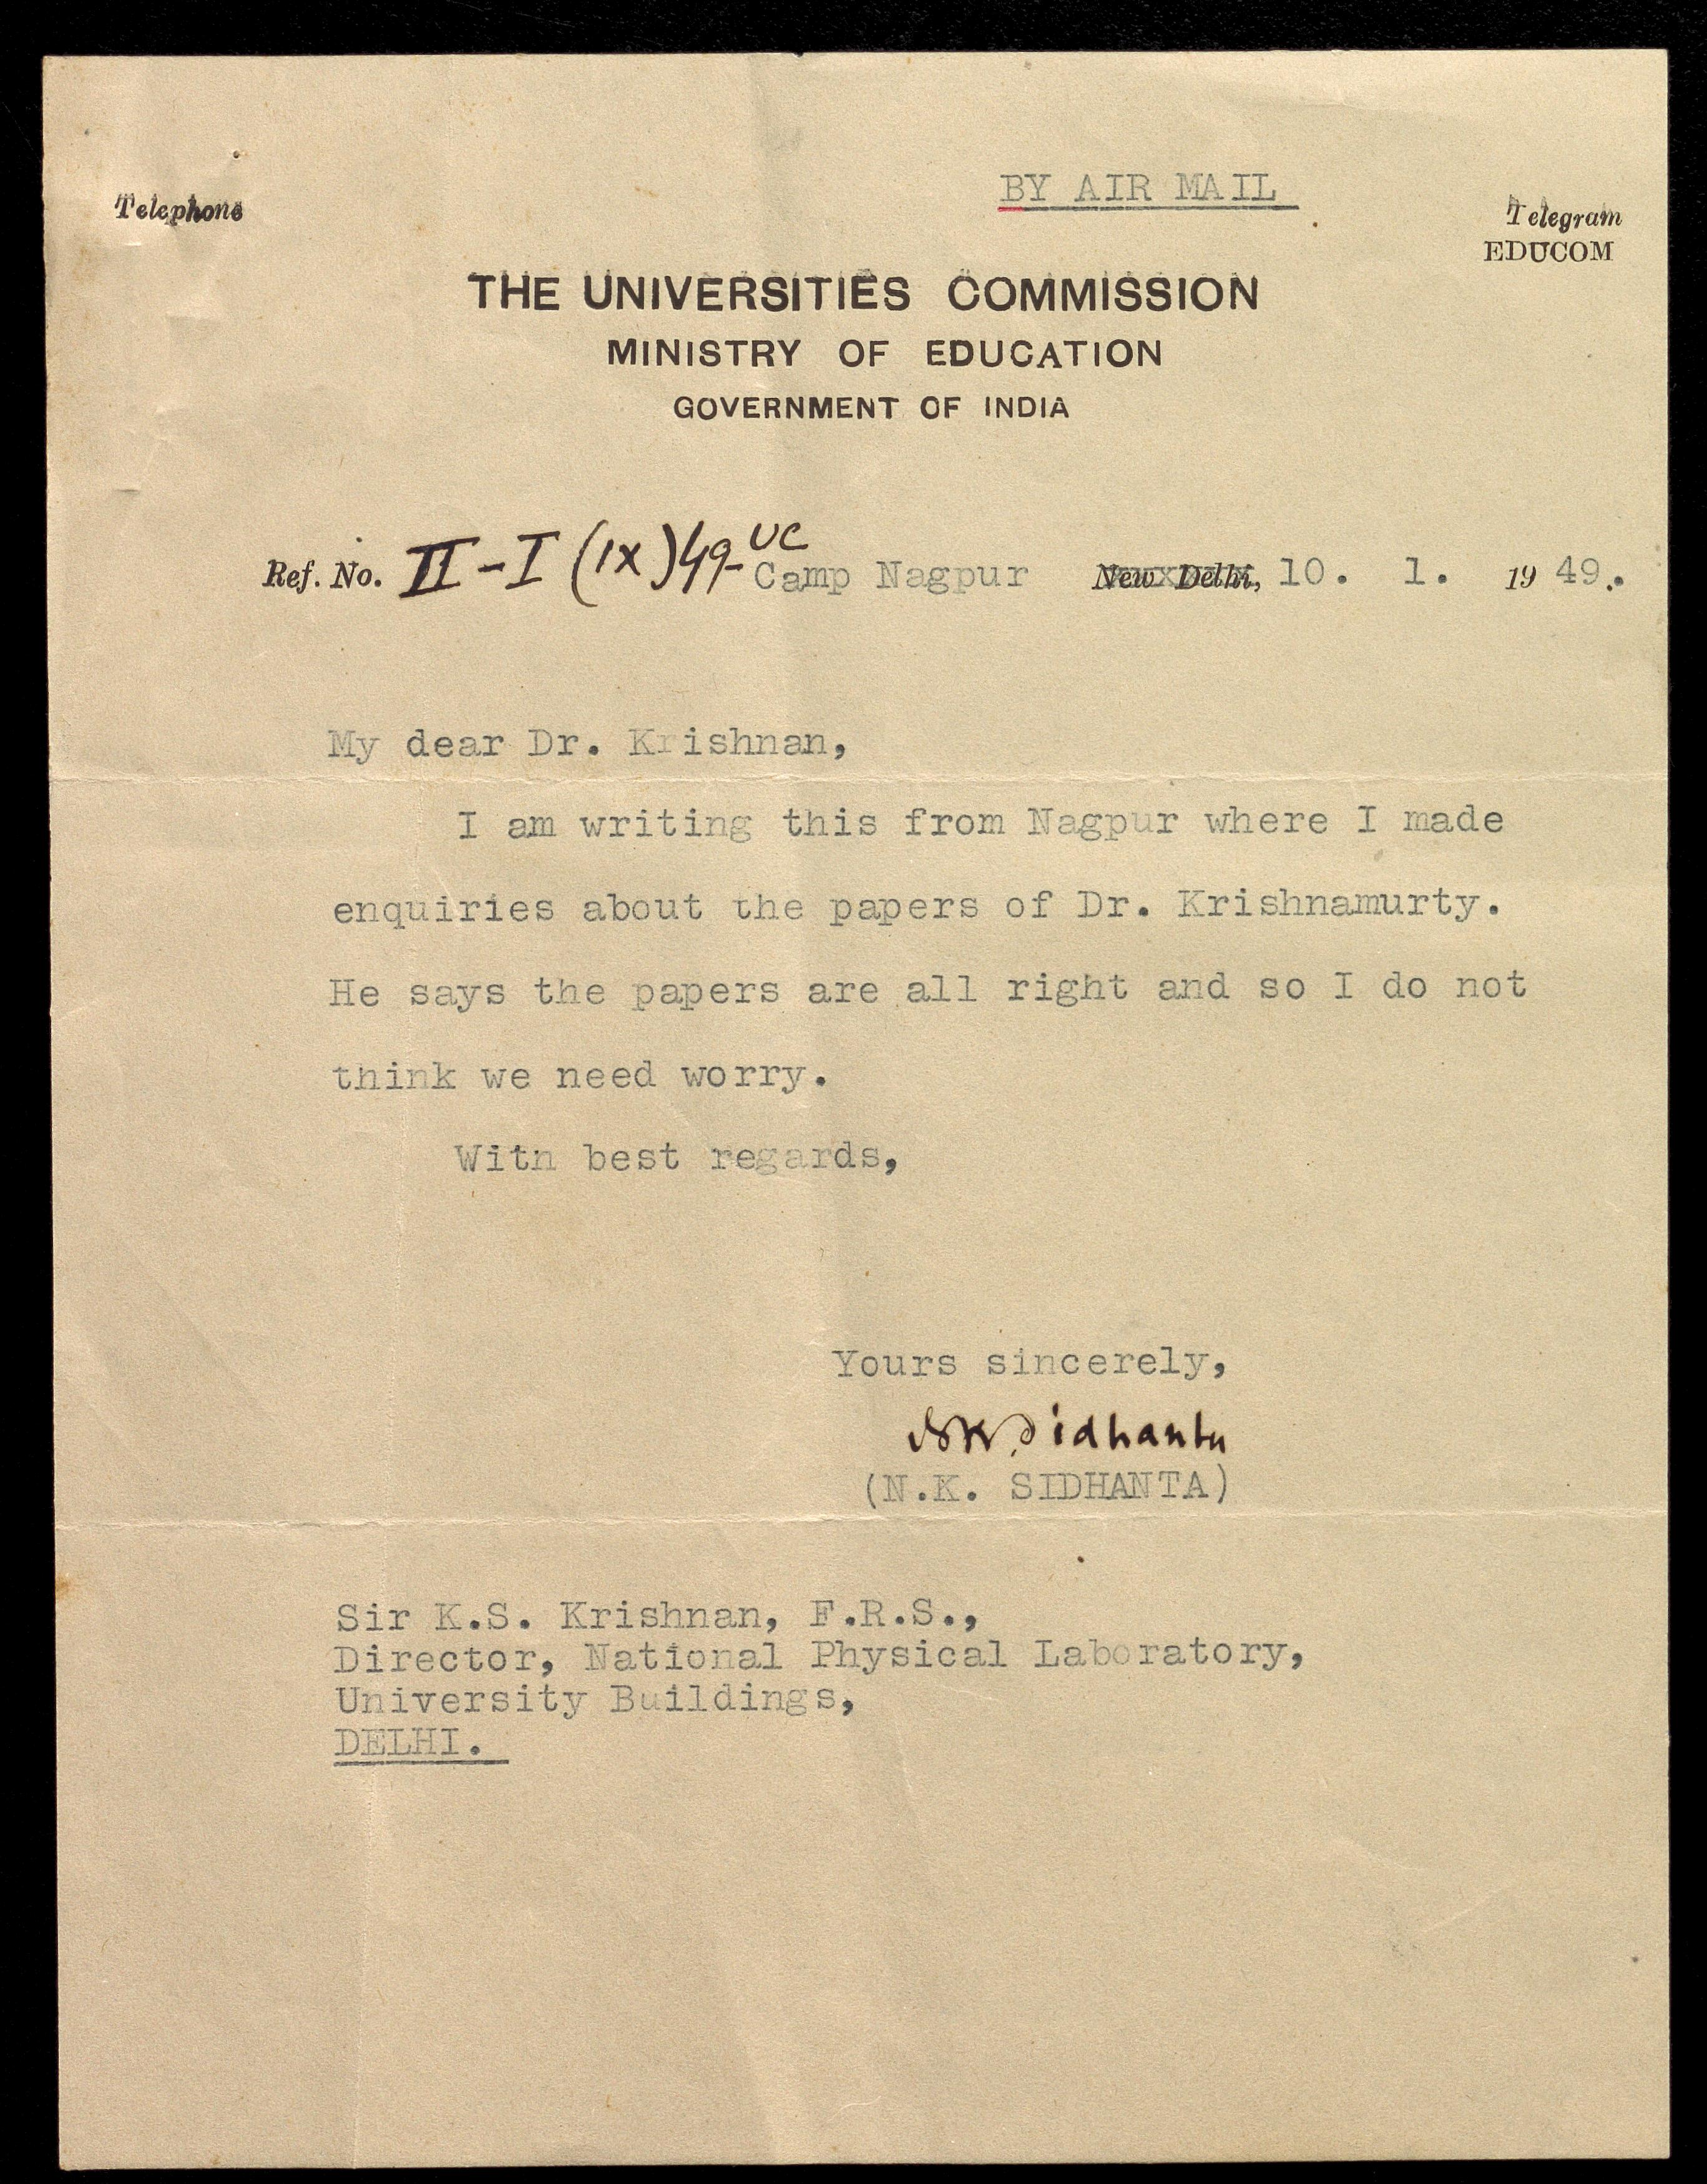 BY AIR MAIL
Telephone
Telegram
EDUCOM
THE UNIVERSITIES COMMISSION
MINISTRY OF EDUCATION
GOVERNMENT OF INDIA
Ref. No. II-I (IX)49-UC Camp Nagpur New Delhi, 10. 1. 1949.
My dear Dr. Krishnan,
I am writing this from Nagpur where I made
enquiries about the papers of Dr. Krishnamurty.
He says the papers are all right and so I do not
think we need worry.
With best regards,
Yours sincerely,
NK Sidhanta
(N.K. SIDHANTA)
Sir K.S. Krishnan, F.R.S.,
Director, National Physical Laboratory,
University Buildings,
DELHI.